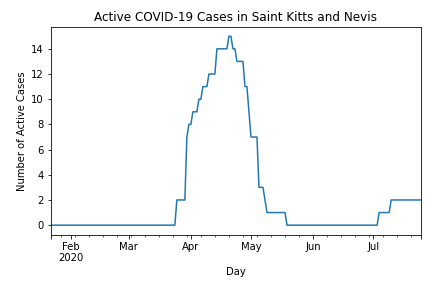 Active COVID-19 Cases in Saint Kitts and Nevis
Number of Active Cases
14
12
10
8
6
4
2
0
Feb Mar Apr May Jun Jul
2020
Day